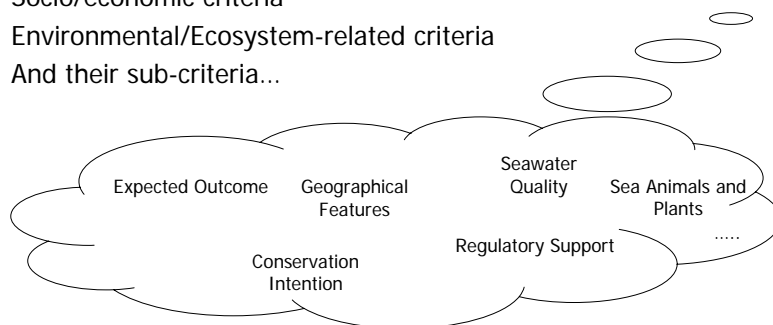 Socio/economic criteria
Environmental/Ecosystem-related criteria
And their sub-criteria...
Expected Outcome
Geographical
Features
Seawater
Quality
Sea Animals and
Plants
.....
Regulatory Support
Conservation
Intention